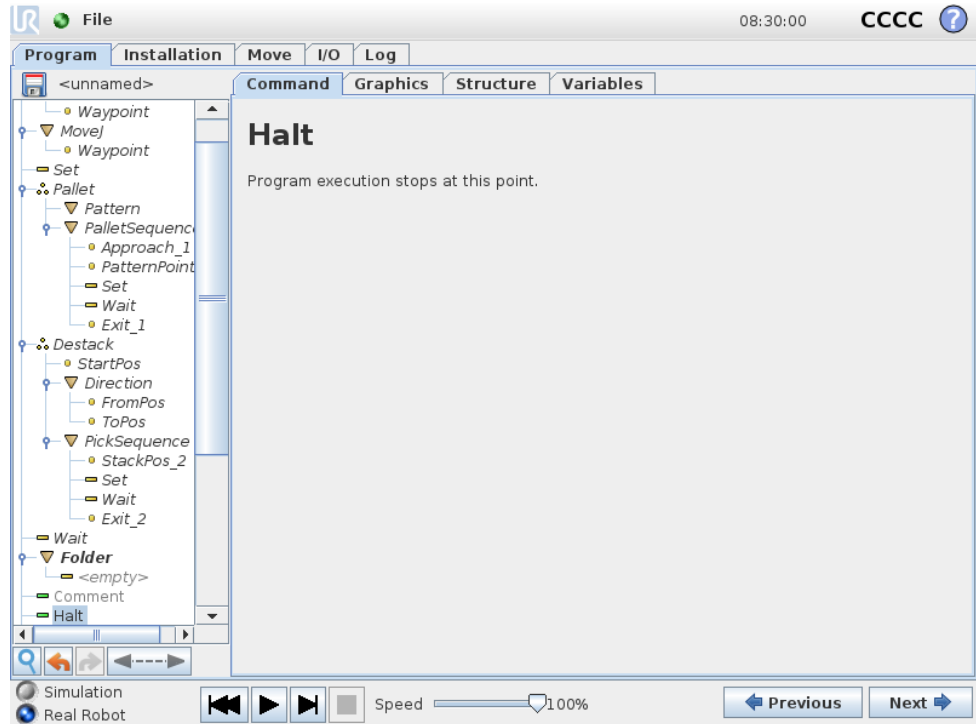 UR File 08:30:00 CCCC ?
Program Installation Move I/O Log
<unnamed>
Command Graphics Structure Variables
Waypoint
MoveJ
Waypoint
Set
Pallet
Pattern
PalletSequenc
Approach_1
PatternPoint
Set
Wait
Exit_1
Destack
StartPos
Direction
FromPos
ToPos
PickSequence
StackPos_2
Set
Wait
Exit_2
Wait
Folder
<empty>
Comment
Halt
Halt
Program execution stops at this point.
Simulation
Real Robot
Speed 100%
Previous Next